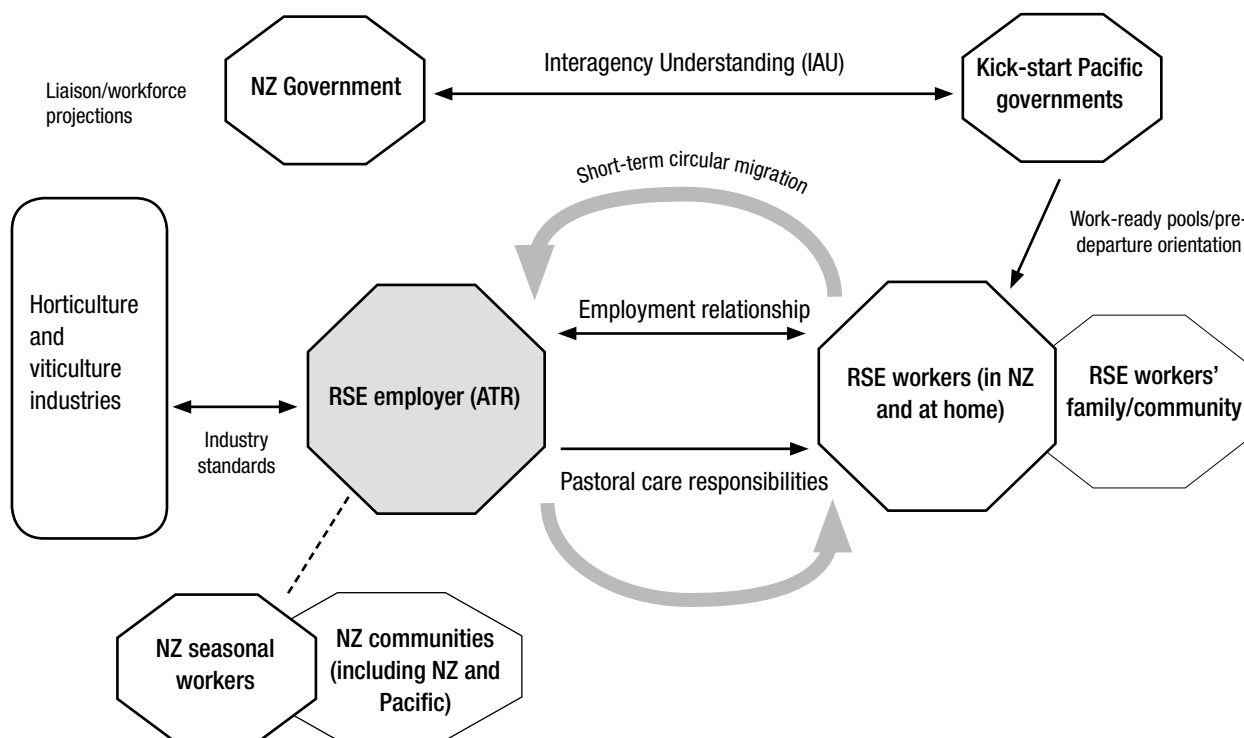 Interagency Understanding (IAU)
NZ Government
Kick-start Pacific
governments
Liaison/workforce
projections
Short-term circular migration
Work-ready pools/pre-
departure orientation
Horticulture
and
viticulture
industries
Employment relationship
RSE employer (ATR)
RSE workers (in NZ
and at home)
RSE workers’
family/community
Industry
standards
Pastoral care responsibilities
NZ seasonal
workers
NZ communities
(including NZ and
Pacific)